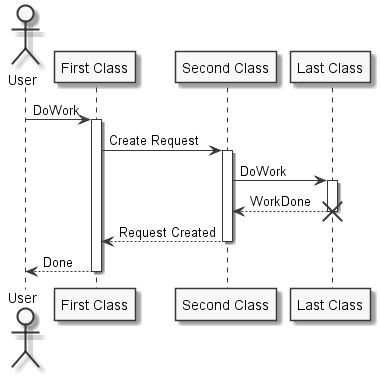 User
First Class
Second Class
Last Class
DoWork
Create Request
DoWork
WorkDone
Request Created
Done
User
First Class
Second Class
Last Class